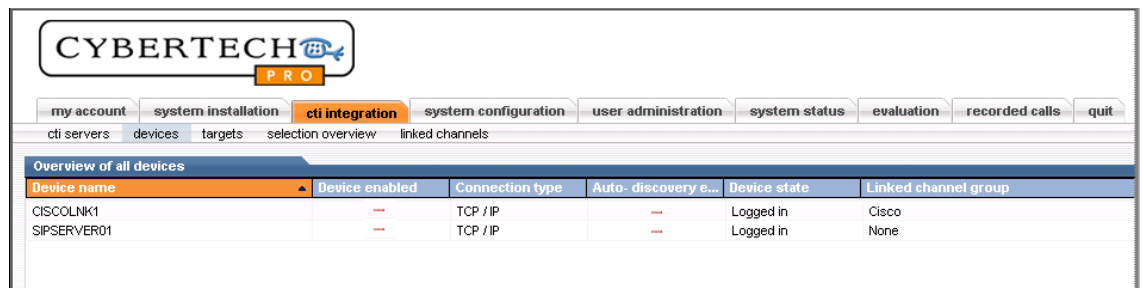 CYBERTECH
PRO
my account system installation cti integration system configuration user administration system status evaluation recorded calls quit
cti servers devices targets selection overview linked channels
Overview of all devices
Device name Device enabled Connection type Auto- discovery e... Device state Linked channel group
CISCOLNK1 TCP / IP Logged in Cisco
SIPSERVER01 TCP / IP Logged in None